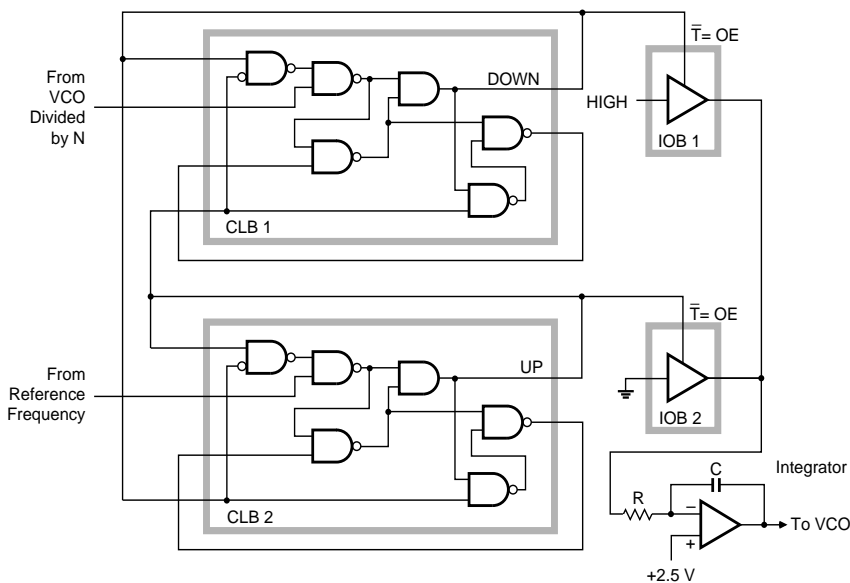 T̅ = OE
From
VCO
Divided
by N
DOWN
HIGH
IOB 1
CLB 1
T̅ = OE
From
Reference
Frequency
UP
IOB 2
CLB 2
C
Integrator
R
–
+
To VCO
+2.5 V